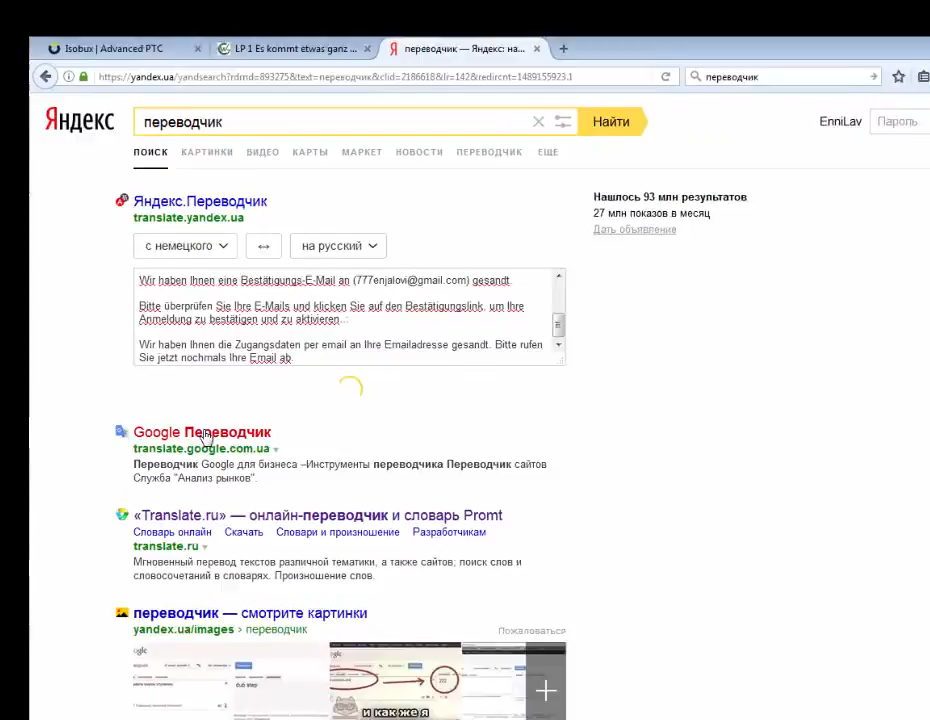 Isobux | Advanced PTC
LP 1 Es kommt etwas ganz ...
переводчик — Яндекс: на...
https://yandex.ua/yandsearch?rdrnd=893275&text=переводчик&clid=2186618&lr=142&redircnt=1489155923.1
переводчик
Яндекс
переводчик
Найти
EnniLav
Пароль
ПОИСК КАРТИНКИ ВИДЕО КАРТЫ МАРКЕТ НОВОСТИ ПЕРЕВОДЧИК ЕЩЕ
Яндекс.Переводчик
translate.yandex.ua
с немецкого
на русский
Wir haben Ihnen eine Bestätigungs-E-Mail an (777enjalovi@gmail.com) gesandt.
Bitte überprüfen Sie Ihre E-Mails und klicken Sie auf den Bestätigungslink, um Ihre
Anmeldung zu bestätigen und zu aktivieren...
Wir haben Ihnen die Zugangsdaten per email an Ihre Emailadresse gesandt. Bitte rufen
Sie jetzt nochmals Ihre Email ab
Нашлось 93 млн результатов
27 млн показов в месяц
Дать объявление
Google Переводчик
translate.google.com.ua
Переводчик Google для бизнеса –Инструменты переводчика Переводчик сайтов
Служба "Анализ рынков".
«Translate.ru» — онлайн-переводчик и словарь Promt
Словарь онлайн Скачать Словари и произношение Разработчикам
translate.ru
Мгновенный перевод текстов различной тематики, а также сайтов; поиск слов и
словосочетаний в словарях. Произношение слов.
переводчик — смотрите картинки
yandex.ua/images › переводчик
Пожаловаться
dub step
и как же я